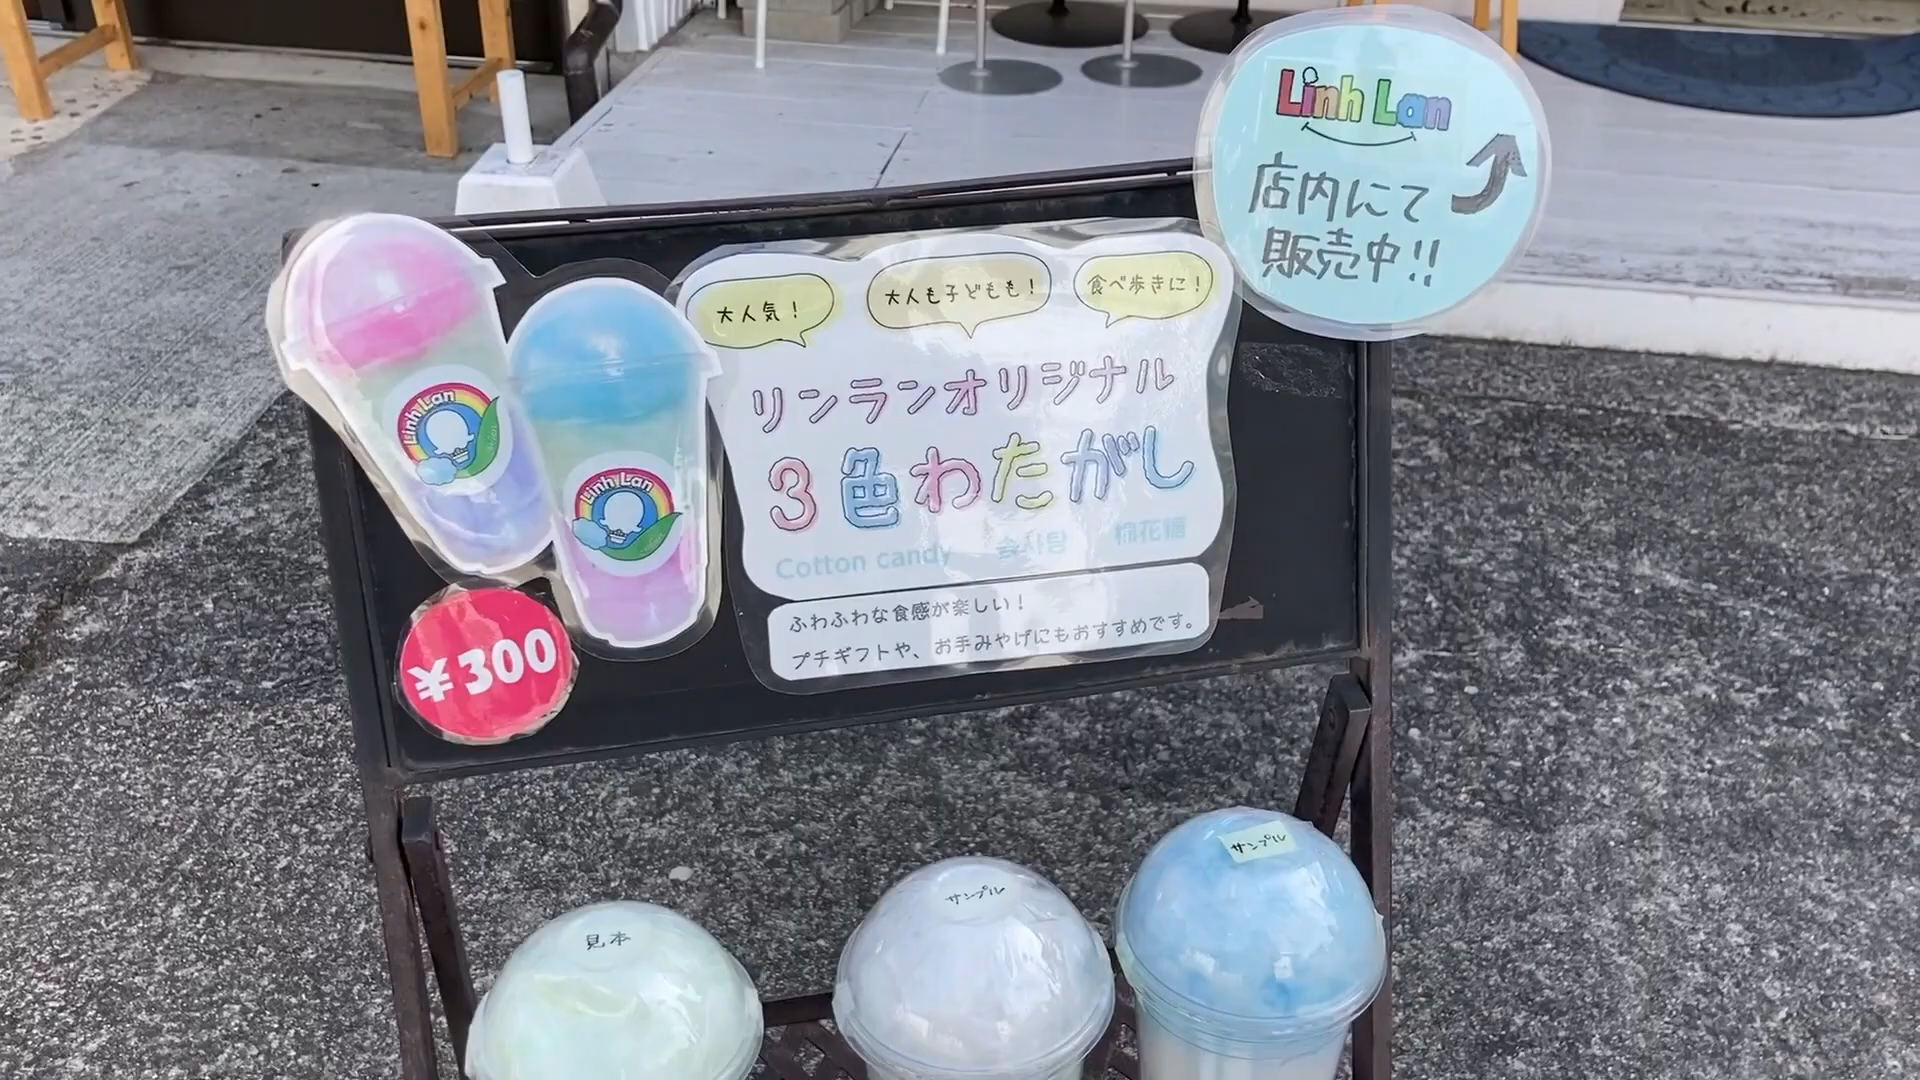 Linh Lan
店内にて
販売中!!
大人気！
大人も子どもも！
食べ歩きに！
リンランオリジナル
3色わたがし
Cotton candy 솜사탕 棉花糖
ふわふわな食感が楽しい！
プチギフトや、お手みやげにもおすすめです。
Linh Lan
Linh Lan
¥300
見本
サンプル
サンプル